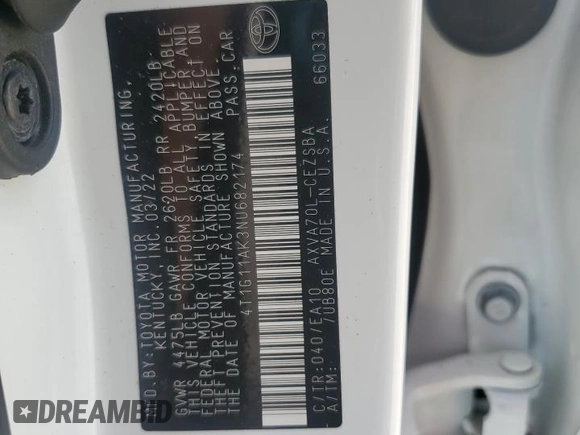 MFD.BY:TOYOTA MOTOR MANUFACTURING,
KENTUCKY, INC. 03/22
GVWR 4475LB GAWR FR 2620LB RR 2420LB
THIS VEHICLE CONFORMS TO ALL APPLICABLE
FEDERAL MOTOR VEHICLE SAFETY, BUMPER AND
THEFT PREVENTION STANDARDS IN EFFECT ON
THE DATE OF MANUFACTURE SHOWN ABOVE.
4T1G11AK3NU682174 PASS.CAR
C/TR:040/EA10 AXVA70L-CEZSBA
A/TM: /UB80E MADE IN U.S.A. 66033
DREAMBID